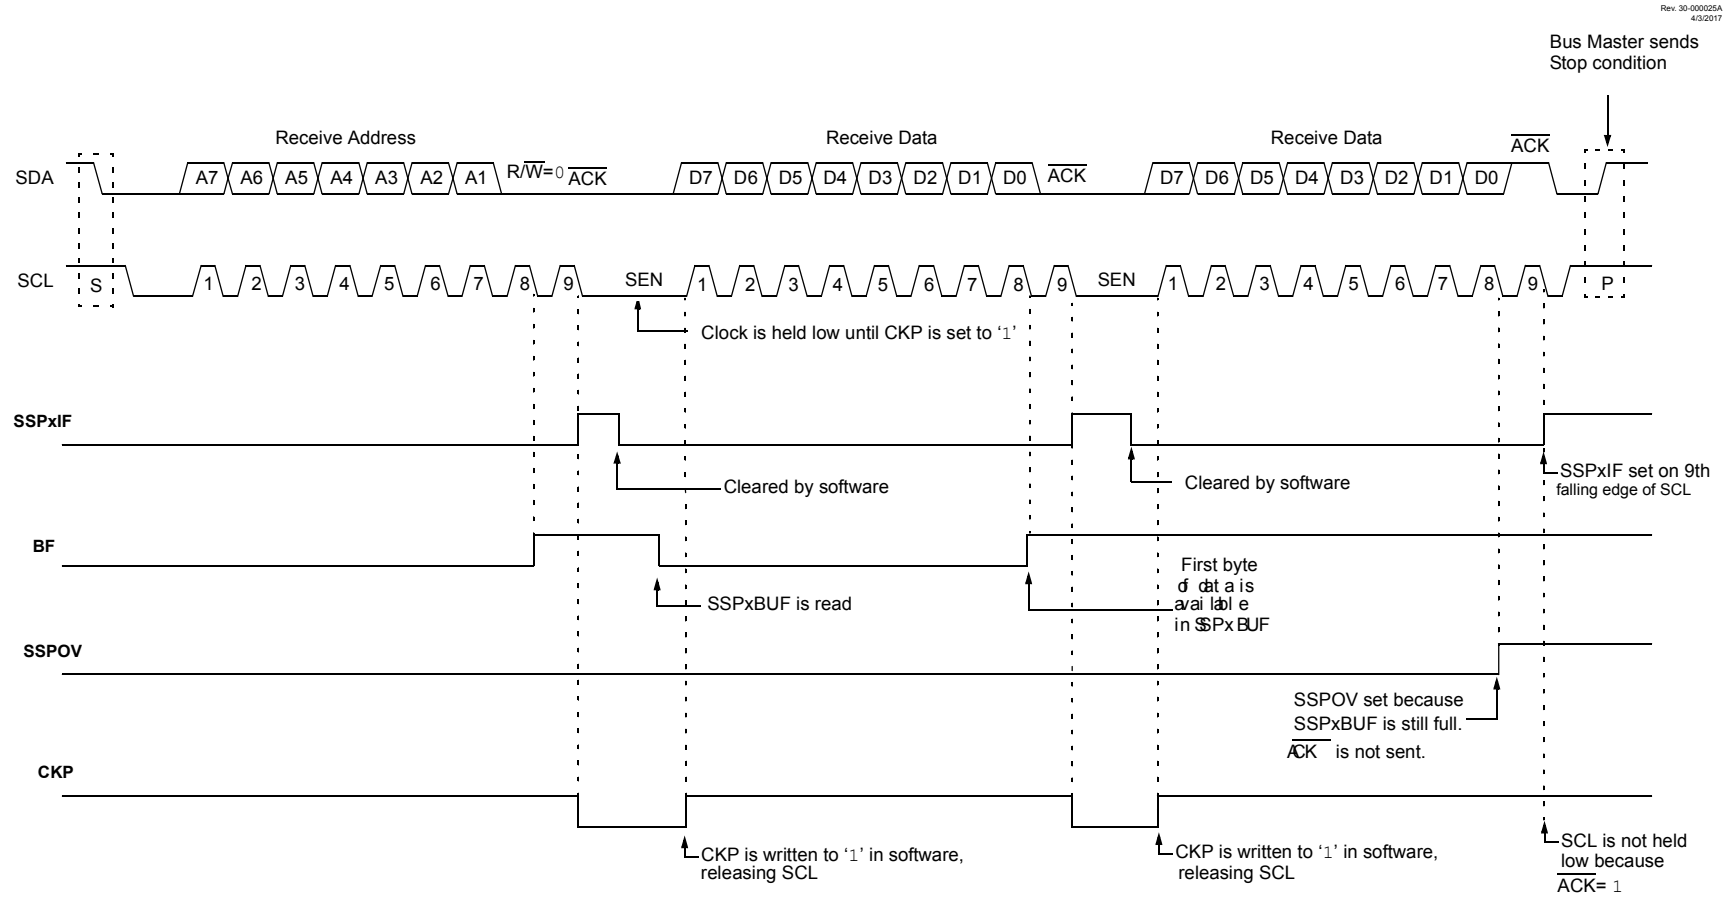 Rev. 30-000025A
4/3/2017
Bus Master sends
Stop condition
Receive Address
Receive Data
Receive Data
ACK
SDA
A7 A6 A5 A4 A3 A2 A1 R/W=0 ACK D7 D6 D5 D4 D3 D2 D1 D0 ACK D7 D6 D5 D4 D3 D2 D1 D0
SCL
S 1 2 3 4 5 6 7 8 9 SEN 1 2 3 4 5 6 7 8 9 SEN 1 2 3 4 5 6 7 8 9 P
Clock is held low until CKP is set to ‘1’
SSPxIF
Cleared by software
Cleared by software
SSPxIF set on 9th
falling edge of SCL
BF
SSPxBUF is read
First byte
of data is
available
in SSPxBUF
SSPOV
SSPOV set because
SSPxBUF is still full.
ACK is not sent.
CKP
CKP is written to ‘1’ in software,
releasing SCL
CKP is written to ‘1’ in software,
releasing SCL
SCL is not held
low because
ACK= 1